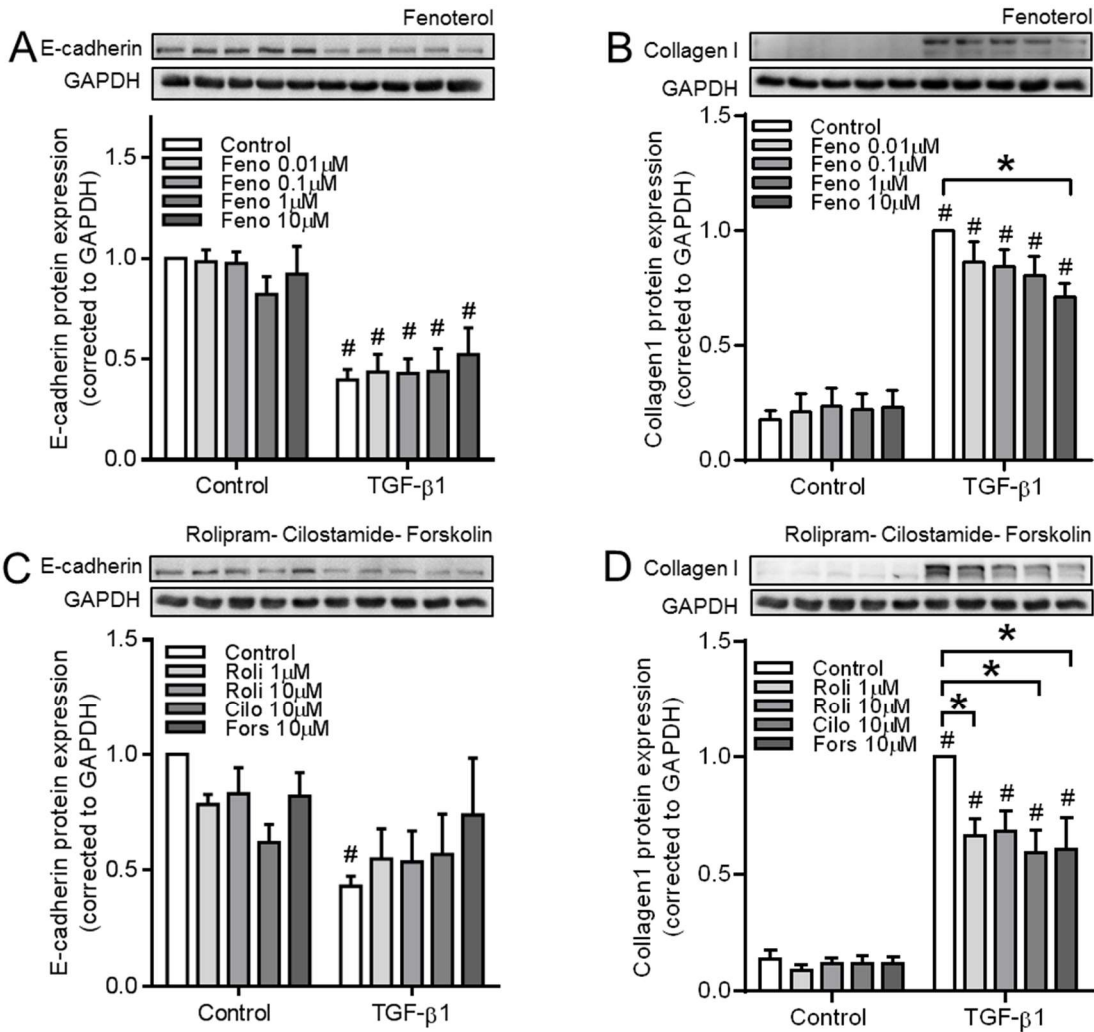 A
Fenoterol
E-cadherin
GAPDH
E-cadherin protein expression
(corrected to GAPDH)
1.5
1.0
0.5
0.0
Control
Feno 0.01μM
Feno 0.1μM
Feno 1μM
Feno 10μM
# # # # #
Control TGF-β1
B
Fenoterol
Collagen I
GAPDH
Collagen1 protein expression
(corrected to GAPDH)
1.5
1.0
0.5
0.0
Control
Feno 0.01μM
Feno 0.1μM
Feno 1μM
Feno 10μM
*
# # # # #
Control TGF-β1
C
Rolipram- Cilostamide- Forskolin
E-cadherin
GAPDH
E-cadherin protein expression
(corrected to GAPDH)
1.5
1.0
0.5
0.0
Control
Roli 1μM
Roli 10μM
Cilo 10μM
Fors 10μM
#
Control TGF-β1
D
Rolipram- Cilostamide- Forskolin
Collagen I
GAPDH
Collagen1 protein expression
(corrected to GAPDH)
1.5
1.0
0.5
0.0
Control
Roli 1μM
Roli 10μM
Cilo 10μM
Fors 10μM
*
*
*
# # # # #
Control TGF-β1